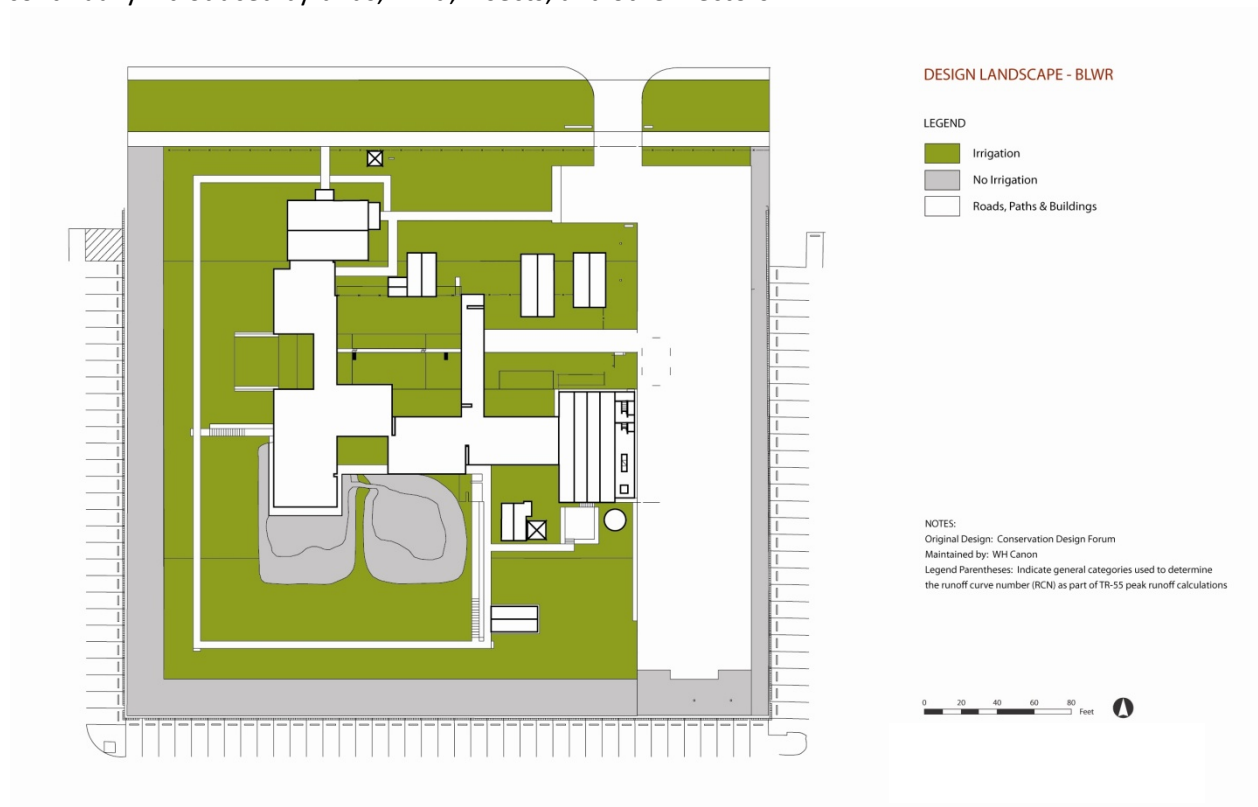 DESIGN LANDSCAPE - BLWR
LEGEND
Irrigation
No Irrigation
Roads, Paths & Buildings
NOTES:
Original Design: Conservation Design Forum
Maintained by: WH Canon
Legend Parentheses: Indicate general categories used to determine
the runoff curve number (RCN) as part of TR-55 peak runoff calculations
0 20 40 60 80
Feet